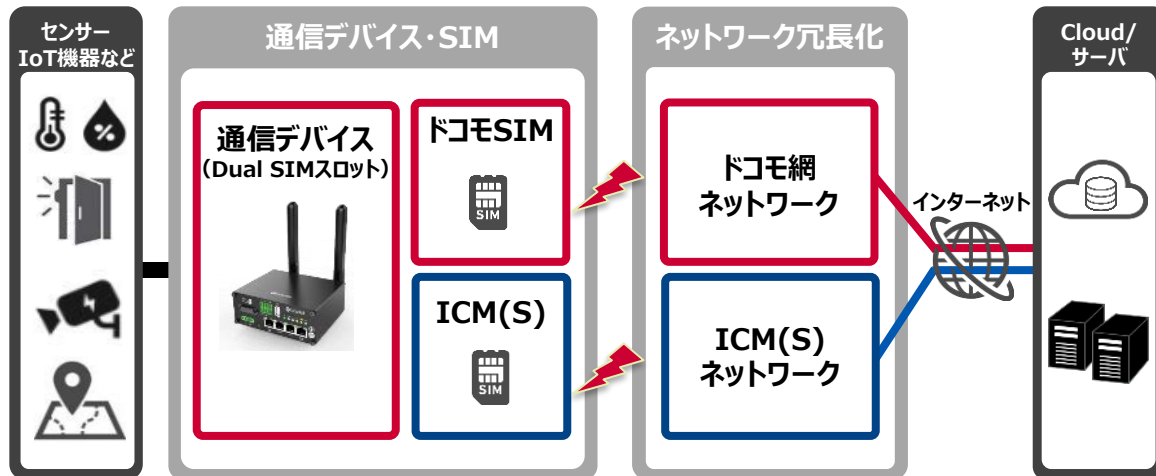 センサー
IoT機器など
%
通信デバイス・SIM
通信デバイス
(Dual SIMスロット)
ドコモSIM
SIM
ICM(S)
SIM
ネットワーク冗長化
ドコモ網
ネットワーク
ICM(S)
ネットワーク
インターネット
Cloud/
サーバ